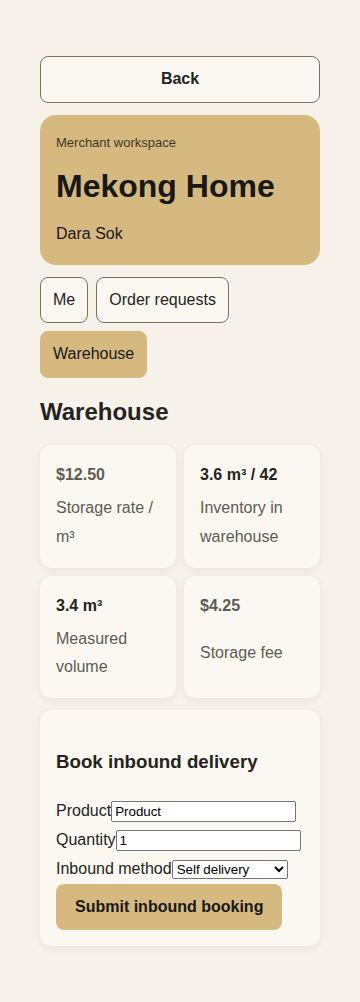 Back
Merchant workspace
Mekong Home
Dara Sok
Me
Order requests
Warehouse
Warehouse
$12.50
Storage rate /
m³
3.6 m³ / 42
Inventory in
warehouse
3.4 m³
Measured
volume
$4.25
Storage fee
Book inbound delivery
Product Product
Quantity 1
Inbound method Self delivery
Submit inbound booking